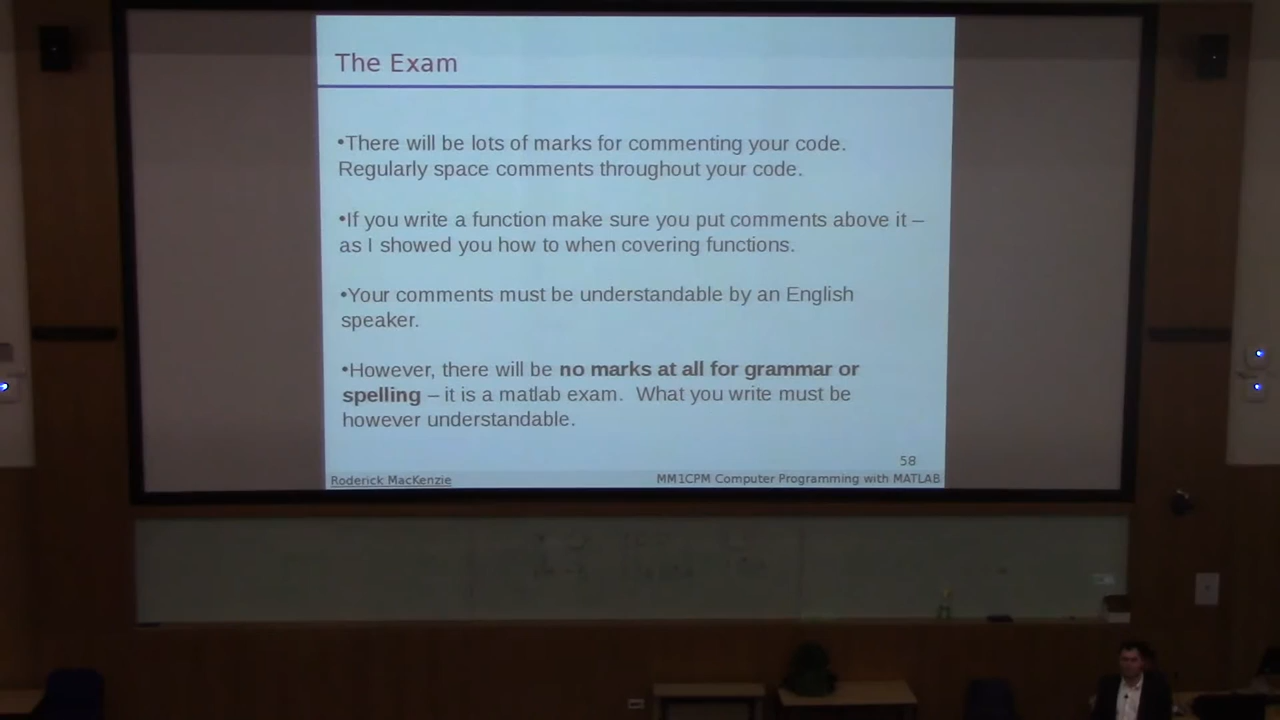 The Exam
•There will be lots of marks for commenting your code.
Regularly space comments throughout your code.
•If you write a function make sure you put comments above it –
as I showed you how to when covering functions.
•Your comments must be understandable by an English
speaker.
•However, there will be no marks at all for grammar or
spelling – it is a matlab exam.  What you write must be
however understandable.
58
Roderick MacKenzie
MM1CPM Computer Programming with MATLAB